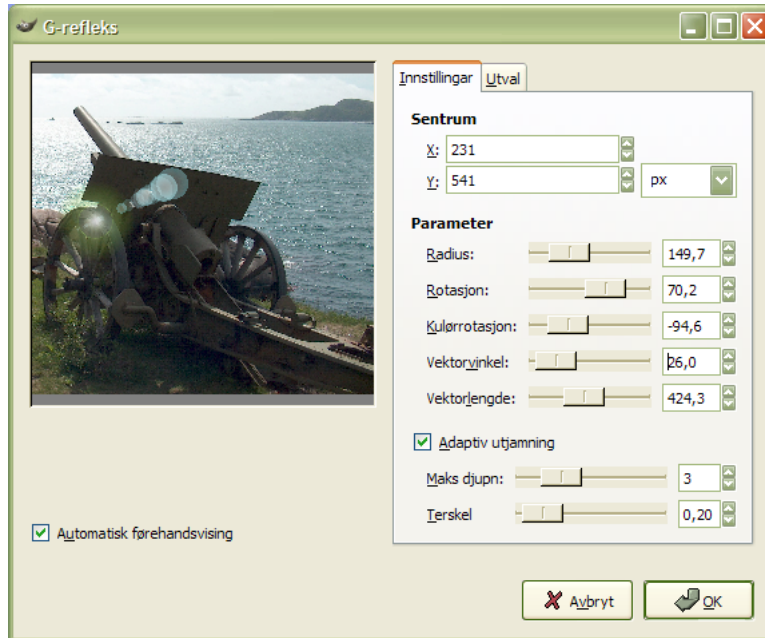 G-refleks
Innstillingar Utval
Sentrum
X: 231
Y: 541 px
Parameter
Radius: 149,7
Rotasjon: 70,2
Kulørrotasjon: -94,6
Vektorvinkel: 26,0
Vektorlengde: 424,3
Adaptiv utjamning
Maks djupn: 3
Terskel 0,20
Automatisk førehandsvising
Avbryt OK